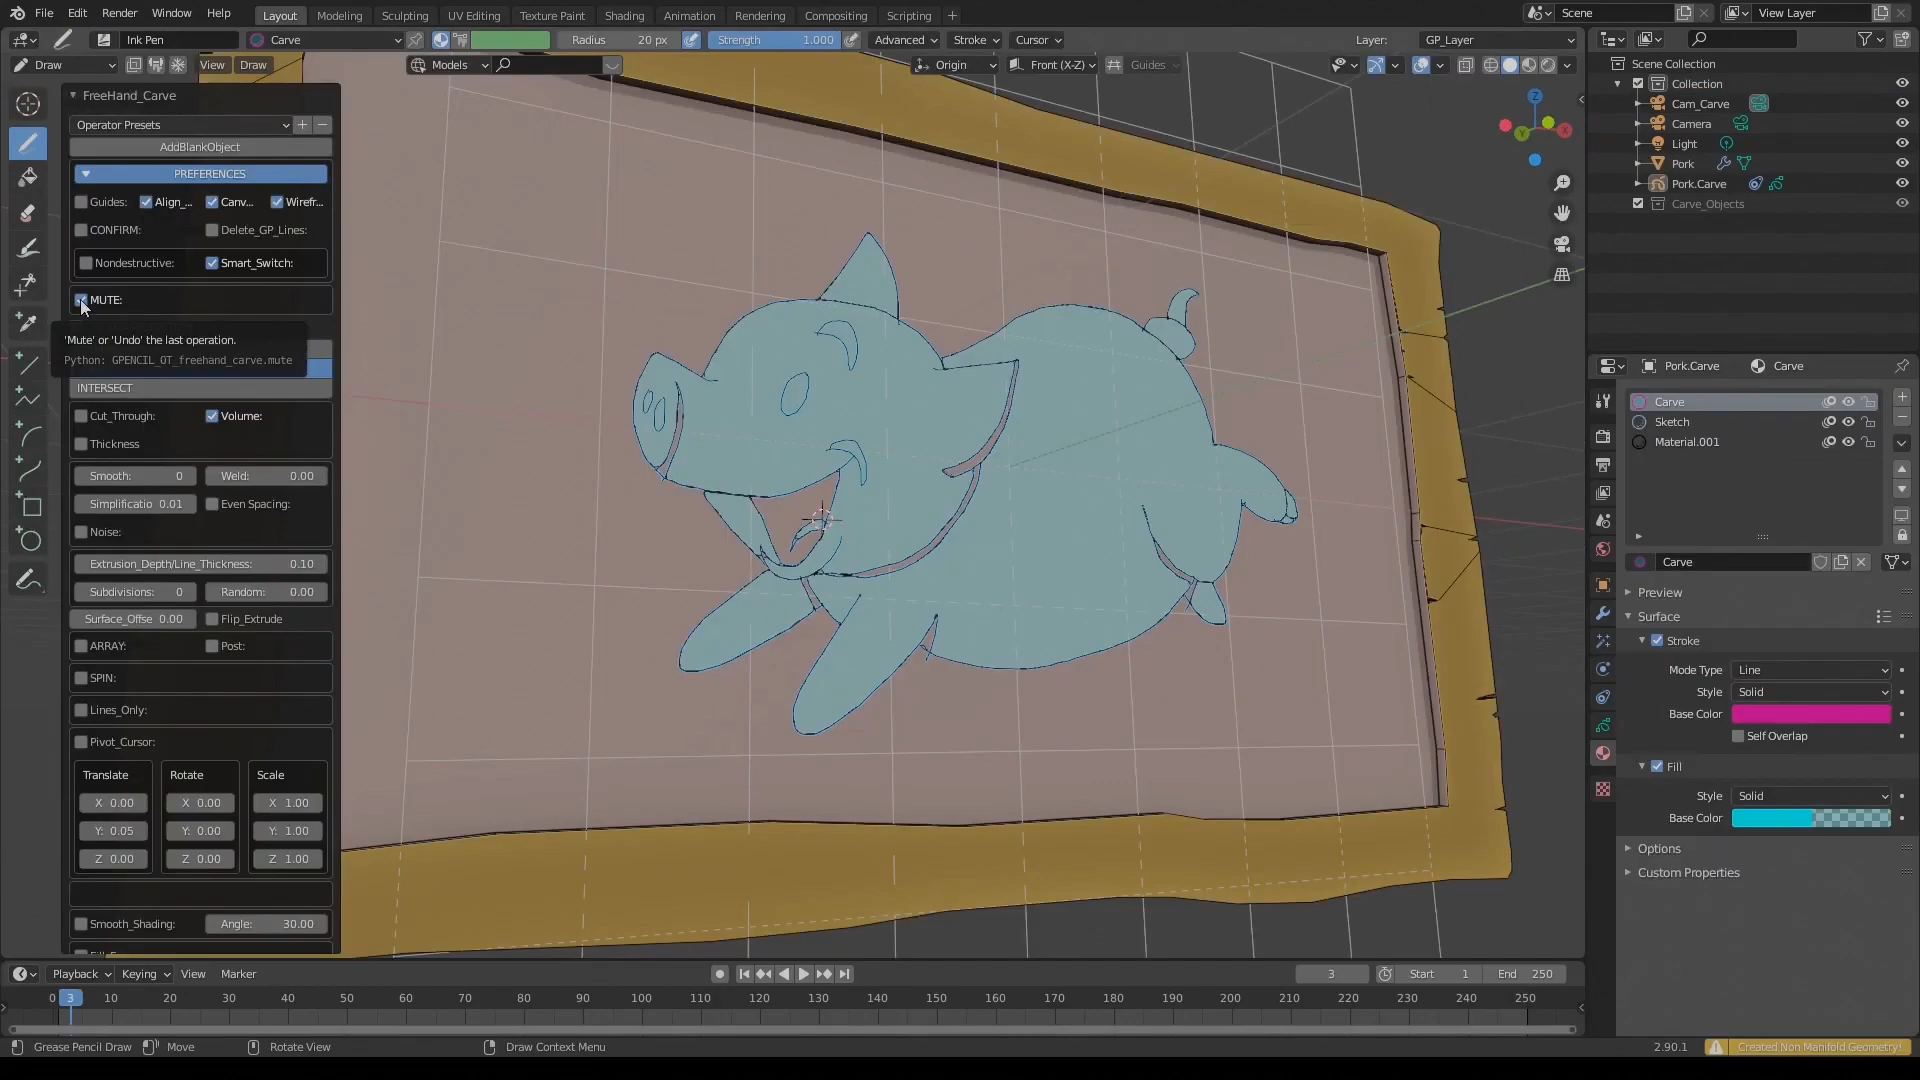 File Edit Render Window Help Layout Modeling Sculpting UV Editing Texture Paint Shading Animation Rendering Compositing Scripting + Scene View Layer
Ink Pen Carve Radius 20 px Strength 1.000 Advanced Stroke Cursor Layer: GP_Layer
Draw View Draw Models Origin Front (X-Z) Guides
FreeHand_Carve
Operator Presets
AddBlankObject
PREFERENCES
Guides: Align_... Canv... Wirefr...
CONFIRM: Delete_GP_Lines:
Nondestructive: Smart_Switch:
MUTE:
'Mute' or 'Undo' the last operation.
Python: GPENCIL_OT_freehand_carve.mute
INTERSECT
Cut_Through: Volume:
Thickness
Smooth: 0 Weld: 0.00
Simplificatio 0.01 Even Spacing:
Noise:
Extrusion_Depth/Line_Thickness: 0.10
Subdivisions: 0 Random: 0.00
Surface_Offse 0.00 Flip_Extrude
ARRAY: Post:
SPIN:
Lines_Only:
Pivot_Cursor:
Translate Rotate Scale
X 0.00 X 0.00 X 1.00
Y: 0.05 Y: 0.00 Y: 1.00
Z 0.00 Z 0.00 Z 1.00
Smooth_Shading: Angle: 30.00
Z
X
Y
Scene Collection
Collection
Cam_Carve
Camera
Light
Pork
Pork.Carve
Carve_Objects
Pork.Carve Carve
Carve
Sketch
Material.001
Carve
Preview
Surface
Stroke
Mode Type Line
Style Solid
Base Color
Self Overlap
Fill
Style Solid
Base Color
Options
Custom Properties
Playback Keying View Marker 3 Start 1 End 250
0 3 10 20 30 40 50 60 70 80 90 100 110 120 130 140 150 160 170 180 190 200 210 220 230 240 250
Grease Pencil Draw Move Rotate View Draw Context Menu 2.90.1 Created Non Manifold Geometry!